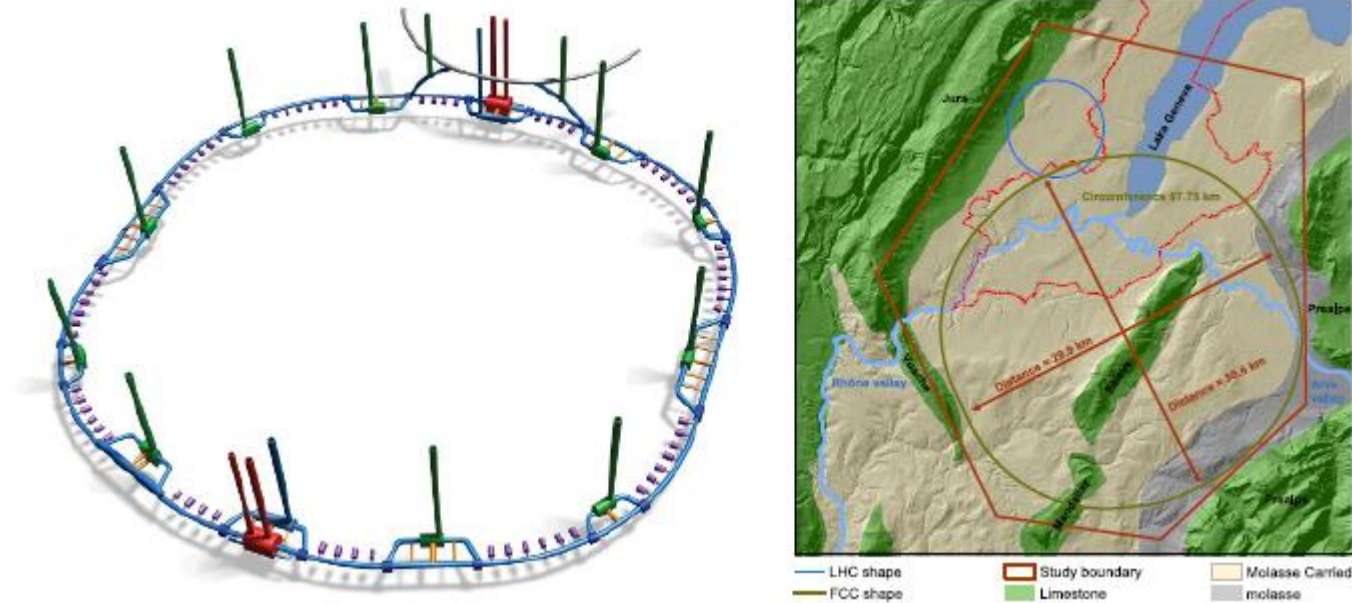 Jura
Lake Geneva
Circumference 97.75 km
Prealps
Distance = 29,9 km
Vuache
Salève
Distance = 30,6 km
Rhône valley
Arve
valley
Mandallaz
Prealps
LHC shape
Study boundary
Molasse Carried
FCC shape
Limestone
molasse